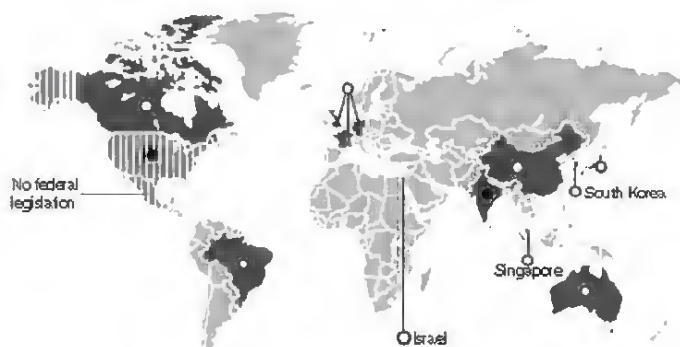 No federal
legislation
South Korea
Singapore
Israel